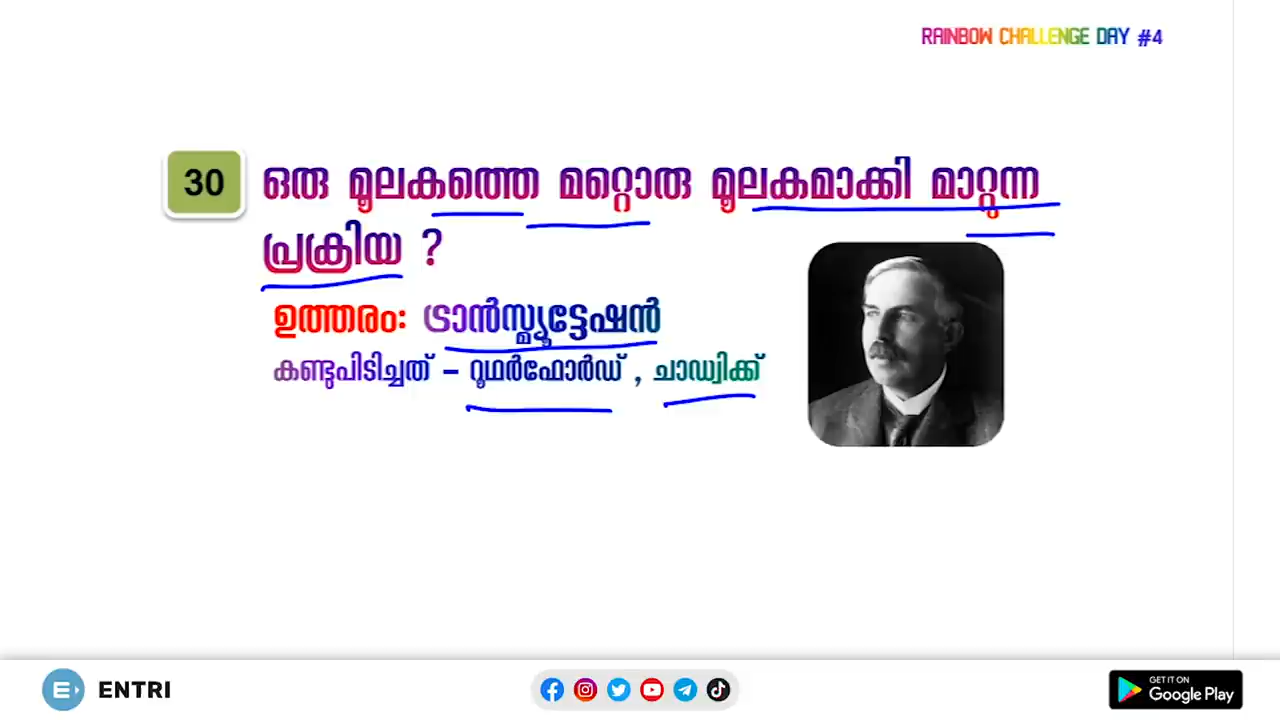 RAINBOW CHALLENGE DAY #4
30 ഒരു മൂലകത്തെ മറ്റൊരു മൂലകമാക്കി മാറ്റുന്ന
പ്രക്രിയ ?
ഉത്തരം: ട്രാൻസ്മ്യൂട്ടേഷൻ
കണ്ടുപിടിച്ചത് – റൂഥർഫോർഡ് , ചാഡ്വിക്ക്
E ENTRI
GET IT ON
Google Play